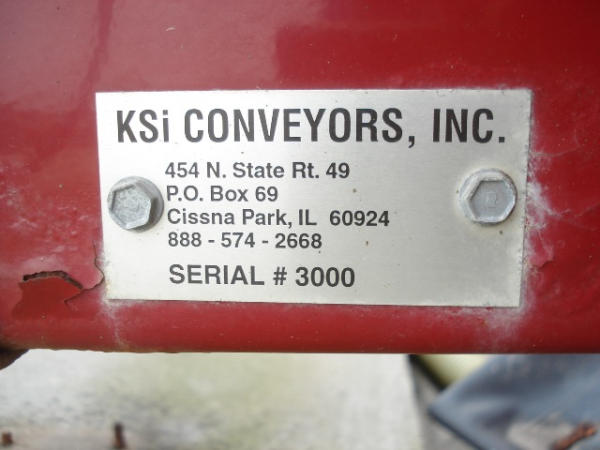 KSi CONVEYORS, INC.
454 N. State Rt. 49
P.O. Box 69
Cissna Park, IL 60924
888 - 574 - 2668
SERIAL # 3000